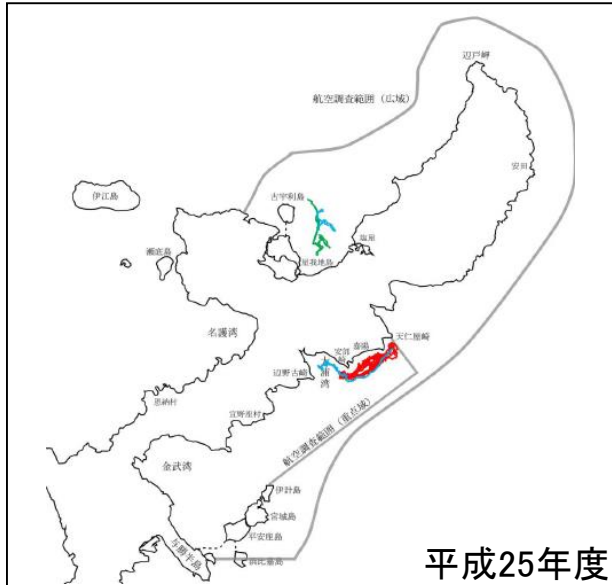 辺戸岬
航空調査範囲（広域）
安田
伊江島
古宇利島
塩屋
瀬底島
屋我地島
天仁屋崎
嘉陽
安部
名護湾
辺野古崎
浦湾
恩納村
宜野座村
航空調査範囲（重点域）
金武湾
伊計島
宮城島
平安座島
与勝半島
浜比嘉島
平成25年度